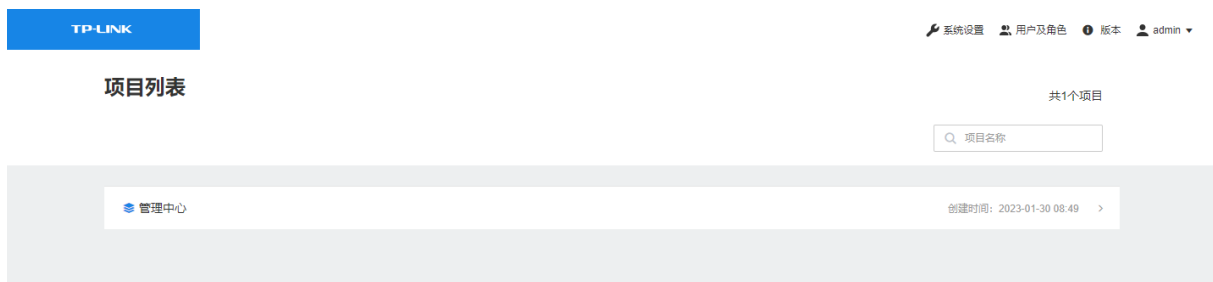 TP-LINK 系统设置 用户及角色 版本 admin
项目列表
共1个项目
项目名称
管理中心 创建时间：2023-01-30 08:49